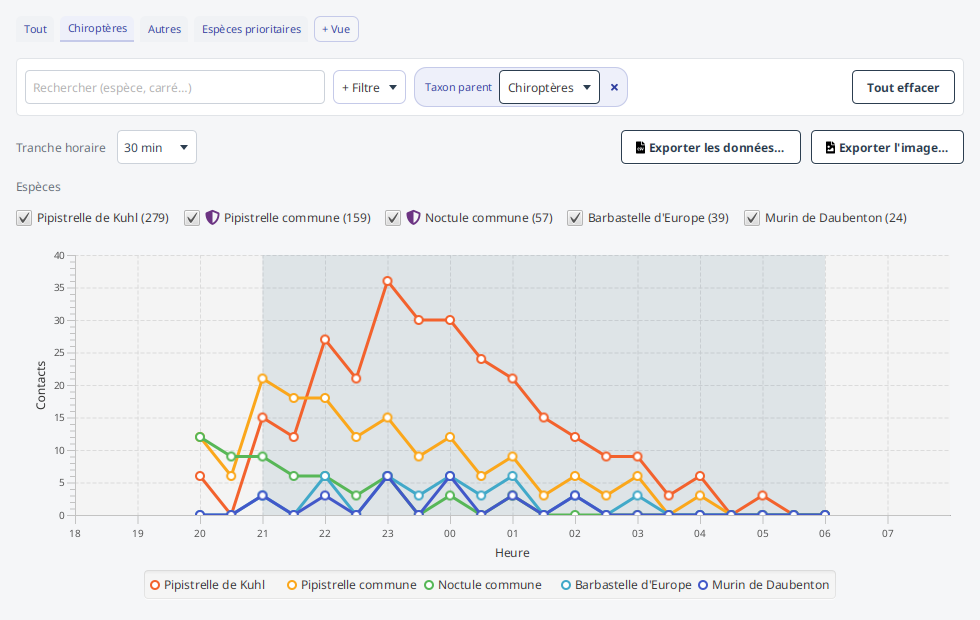 Tout Chiroptères Autres Espèces prioritaires + Vue
Rechercher (espèce, carré...) + Filtre Taxon parent Chiroptères × Tout effacer
Tranche horaire 30 min Exporter les données... Exporter l'image...
Espèces
Pipistrelle de Kuhl (279) Pipistrelle commune (159) Noctule commune (57) Barbastelle d'Europe (39) Murin de Daubenton (24)
40
35
30
25
20
15
10
5
0
Contacts
18 19 20 21 22 23 00 01 02 03 04 05 06 07
Heure
Pipistrelle de Kuhl Pipistrelle commune Noctule commune Barbastelle d'Europe Murin de Daubenton